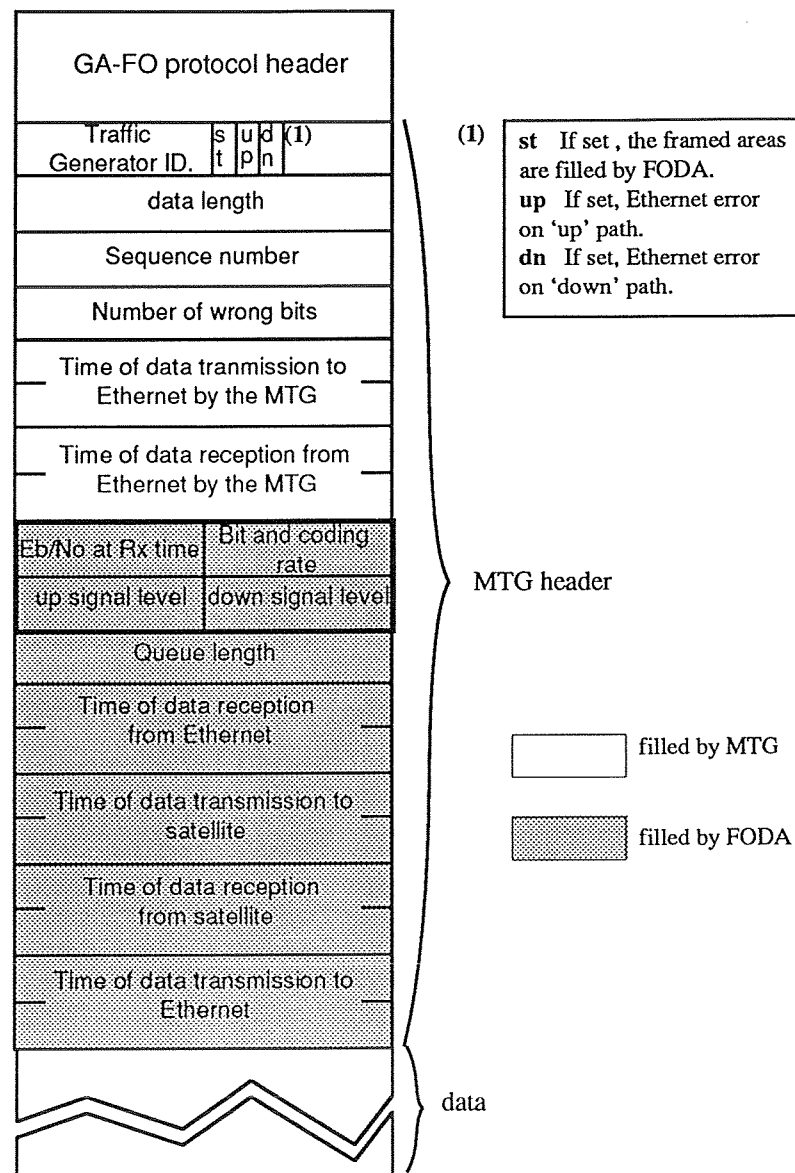 GA-FO protocol header
Traffic
Generator ID.
st
up
dn
(1)
data length
Sequence number
Number of wrong bits
Time of data tranmission to
Ethernet by the MTG
Time of data reception from
Ethernet by the MTG
Eb/No at Rx time
Bit and coding
rate
up signal level
down signal level
Queue length
Time of data reception
from Ethernet
Time of data transmission to
satellite
Time of data reception
from satellite
Time of data transmission to
Ethernet
(1)
st If set , the framed areas
are filled by FODA.
up If set, Ethernet error
on ‘up’ path.
dn If set, Ethernet error
on ‘down’ path.
MTG header
filled by MTG
filled by FODA
data